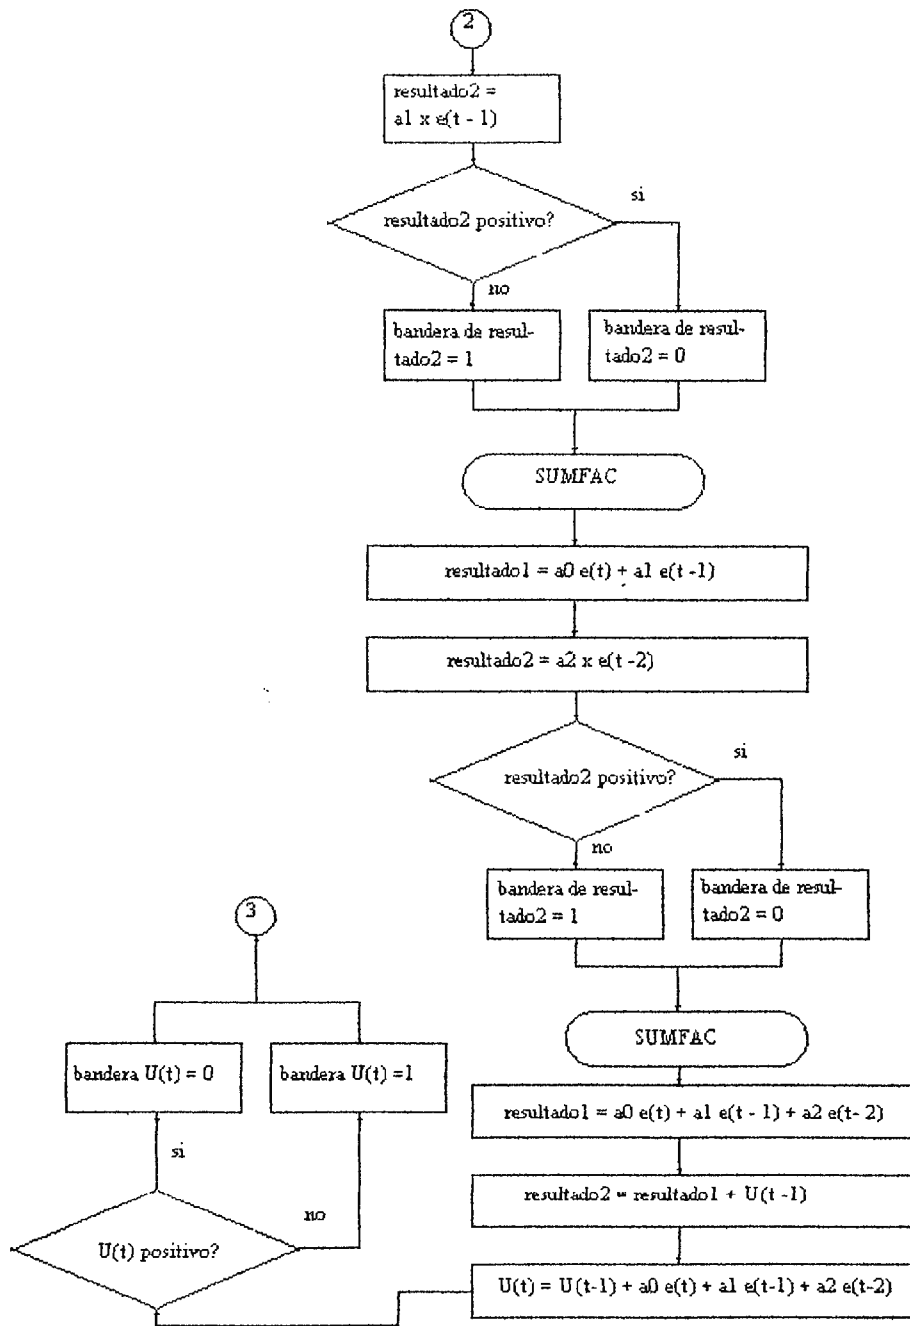 2
resultado2 =
a1 x e(t - 1)
si
resultado2 positivo?
no
bandera de resul-
tado2 = 1
bandera de resul-
tado2 = 0
SUMFAC
resultado1 = a0 e(t) + a1 e(t -1)
resultado2 = a2 x e(t -2)
si
resultado2 positivo?
no
bandera de resul-
tado2 = 1
bandera de resul-
tado2 = 0
SUMFAC
resultado1 = a0 e(t) + a1 e(t - 1) + a2 e(t- 2)
resultado2 = resultado1 + U(t -1)
U(t) = U(t-1) + a0 e(t) + a1 e(t-1) + a2 e(t-2)
U(t) positivo?
si
no
bandera U(t) = 0
bandera U(t) =1
3